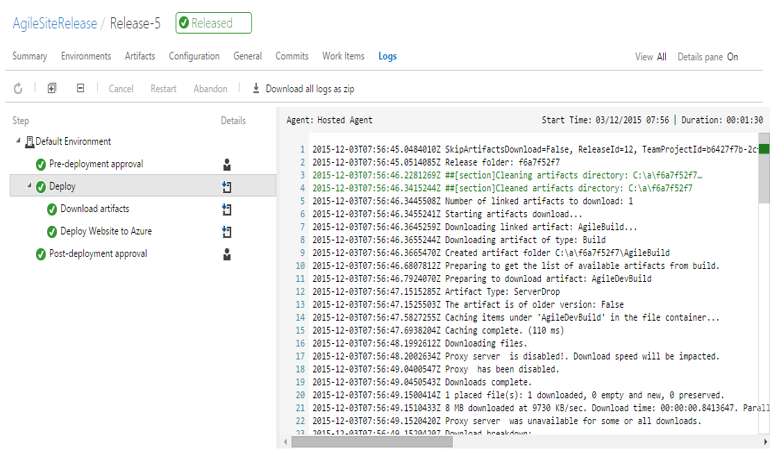 AgileSiteRelease / Release-5 Released
Summary Environments Artifacts Configuration General Commits Work Items Logs View All Details pane On
Cancel Restart Abandon Download all logs as zip
Step Details
Default Environment
Pre-deployment approval
Deploy
Download artifacts
Deploy Website to Azure
Post-deployment approval
Agent: Hosted Agent Start Time: 03/12/2015 07:56 | Duration: 00:01:30
1 2015-12-03T07:56:45.0484010Z SkipArtifactsDownload=False, ReleaseId=12, TeamProjectId=b6427f7b-2c
2 2015-12-03T07:56:45.0514085Z Release folder: f6a7f52f7
3 2015-12-03T07:56:46.2281269Z ##[section]Cleaning artifacts directory: C:\a\f6a7f52f7…
4 2015-12-03T07:56:46.3415244Z ##[section]Cleaned artifacts directory: C:\a\f6a7f52f7
5 2015-12-03T07:56:46.3445508Z Number of linked artifacts to download: 1
6 2015-12-03T07:56:46.3455241Z Starting artifacts download...
7 2015-12-03T07:56:46.3645259Z Downloading linked artifact: AgileBuild...
8 2015-12-03T07:56:46.3655244Z Downloading artifact of type: Build
9 2015-12-03T07:56:46.3665470Z Created artifact folder C:\a\f6a7f52f7\AgileBuild
10 2015-12-03T07:56:46.6807812Z Preparing to get the list of available artifacts from build.
11 2015-12-03T07:56:46.7924070Z Preparing to download artifact: AgileDevBuild
12 2015-12-03T07:56:47.1515285Z Artifact Type: ServerDrop
13 2015-12-03T07:56:47.1525503Z The artifact is of older version: False
14 2015-12-03T07:56:47.5827255Z Caching items under 'AgileDevBuild' in the file container...
15 2015-12-03T07:56:47.6938204Z Caching complete. (110 ms)
16 2015-12-03T07:56:48.1992612Z Downloading files.
17 2015-12-03T07:56:48.2002634Z Proxy server is disabled!. Download speed will be impacted.
18 2015-12-03T07:56:49.0400547Z Proxy has been disabled.
19 2015-12-03T07:56:49.0450543Z Downloads complete.
20 2015-12-03T07:56:49.1500414Z 1 placed file(s): 1 downloaded, 0 empty and new, 0 preserved.
21 2015-12-03T07:56:49.1510433Z 8 MB downloaded at 9730 KB/sec. Download time: 00:00:00.8413647. Parall
22 2015-12-03T07:56:49.1520420Z Proxy server was unavailable for some or all downloads.
23 2015-12-03T07:56:49.1520420Z Download breakdown: